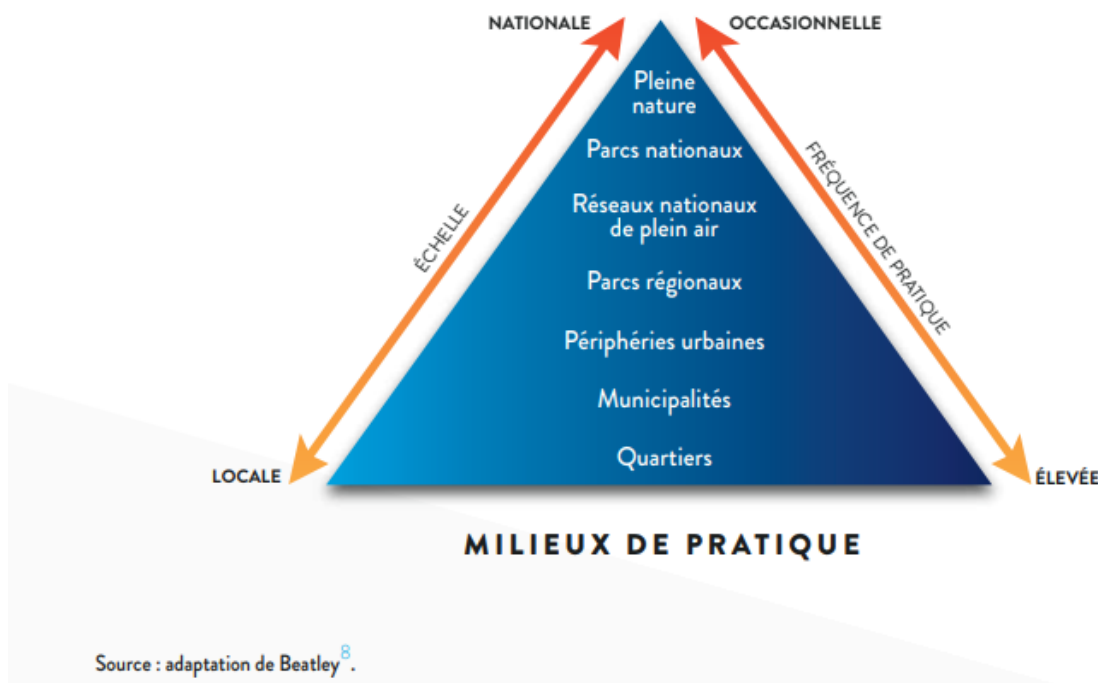 NATIONALE
OCCASIONNELLE
Pleine
nature
Parcs nationaux
Réseaux nationaux
de plein air
Parcs régionaux
Périphéries urbaines
Municipalités
Quartiers
ÉCHELLE
FRÉQUENCE DE PRATIQUE
LOCALE
ÉLEVÉE
MILIEUX DE PRATIQUE
Source : adaptation de Beatley8.